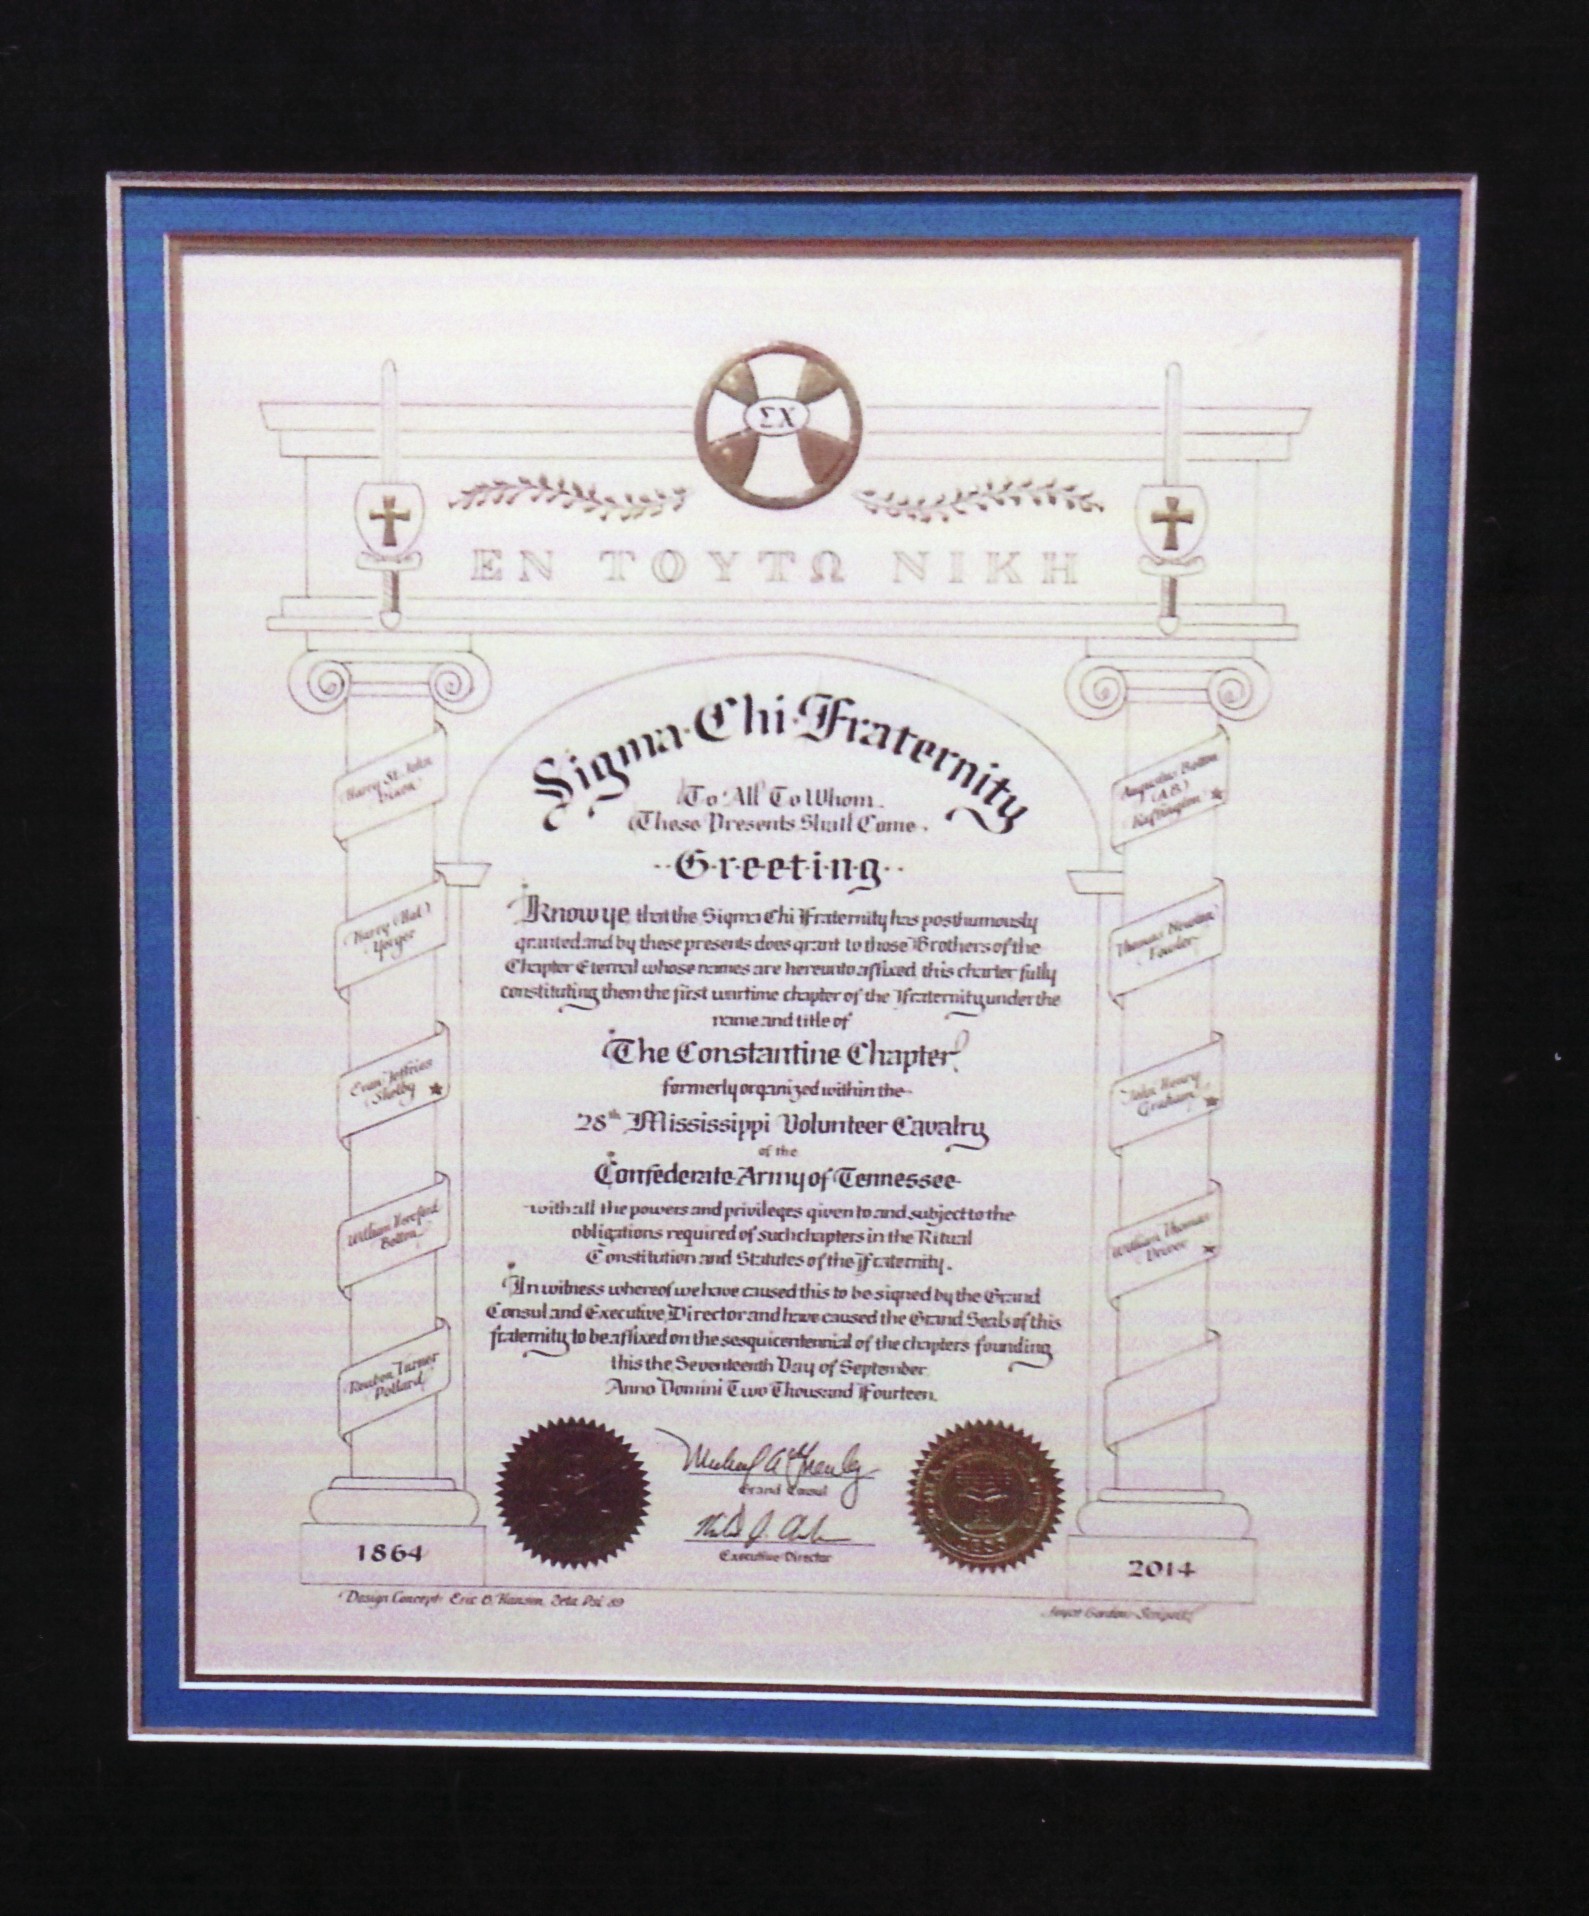 ΣΧ
ΕΝ ΤΟΥΤΩ ΝΙΚΗ
Sigma Chi Fraternity
To All To Whom
These Presents Shall Come
Greeting
Know ye that the Sigma Chi Fraternity has posthumously
granted and by these presents does grant to those Brothers of the
Chapter Eternal whose names are hereunto affixed, this charter fully
constituting them the first wartime chapter of the Fraternity under the
name and title of
The Constantine Chapter
formerly organized within the
28th Mississippi Volunteer Cavalry
of the
Confederate Army of Tennessee
with all the powers and privileges given to and subject to the
obligations required of such chapters in the Ritual
Constitution and Statutes of the Fraternity.
In witness whereof we have caused this to be signed by the Grand
Consul and Executive Director and have caused the Grand Seals of this
fraternity to be affixed on the sesquicentennial of the chapters founding
this the Seventeenth Day of September
Anno Domini Two Thousand Fourteen.
Grand Consul
Executive Director
Harry St. John
Dixon
Harry (Hal)
Yerger
Evan Jeffries
Shelby
William Hereford
Bolton
Reuben Turner
Pollard
Augustus Bolton
(A.B.)
Raffington
Thomas Newton
Fowler
John Henry
Graham
William Thomas
1864
2014
Design Concept: Eric B. Hansen, Zeta Psi 89
Joyce Gordon: Scripsit